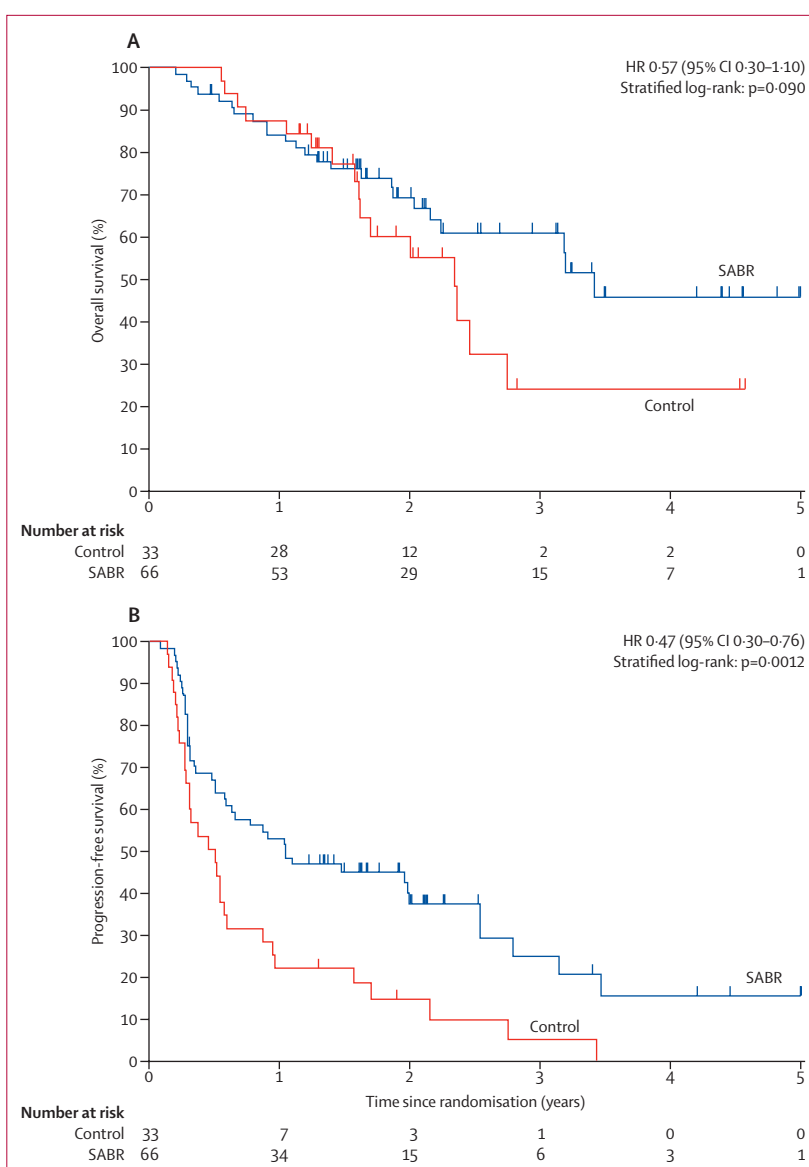 A
HR 0·57 (95% CI 0·30–1·10)
Stratified log-rank: p=0·090
100
90
80
70
60
50
40
30
20
10
0
Overall survival (%)
SABR
Control
0 1 2 3 4 5
Number at risk
Control 33 28 12 2 2 0
SABR 66 53 29 15 7 1
B
HR 0·47 (95% CI 0·30–0·76)
Stratified log-rank: p=0·0012
100
90
80
70
60
50
40
30
20
10
0
Progression-free survival (%)
SABR
Control
0 1 2 3 4 5
Time since randomisation (years)
Number at risk
Control 33 7 3 1 0 0
SABR 66 34 15 6 3 1